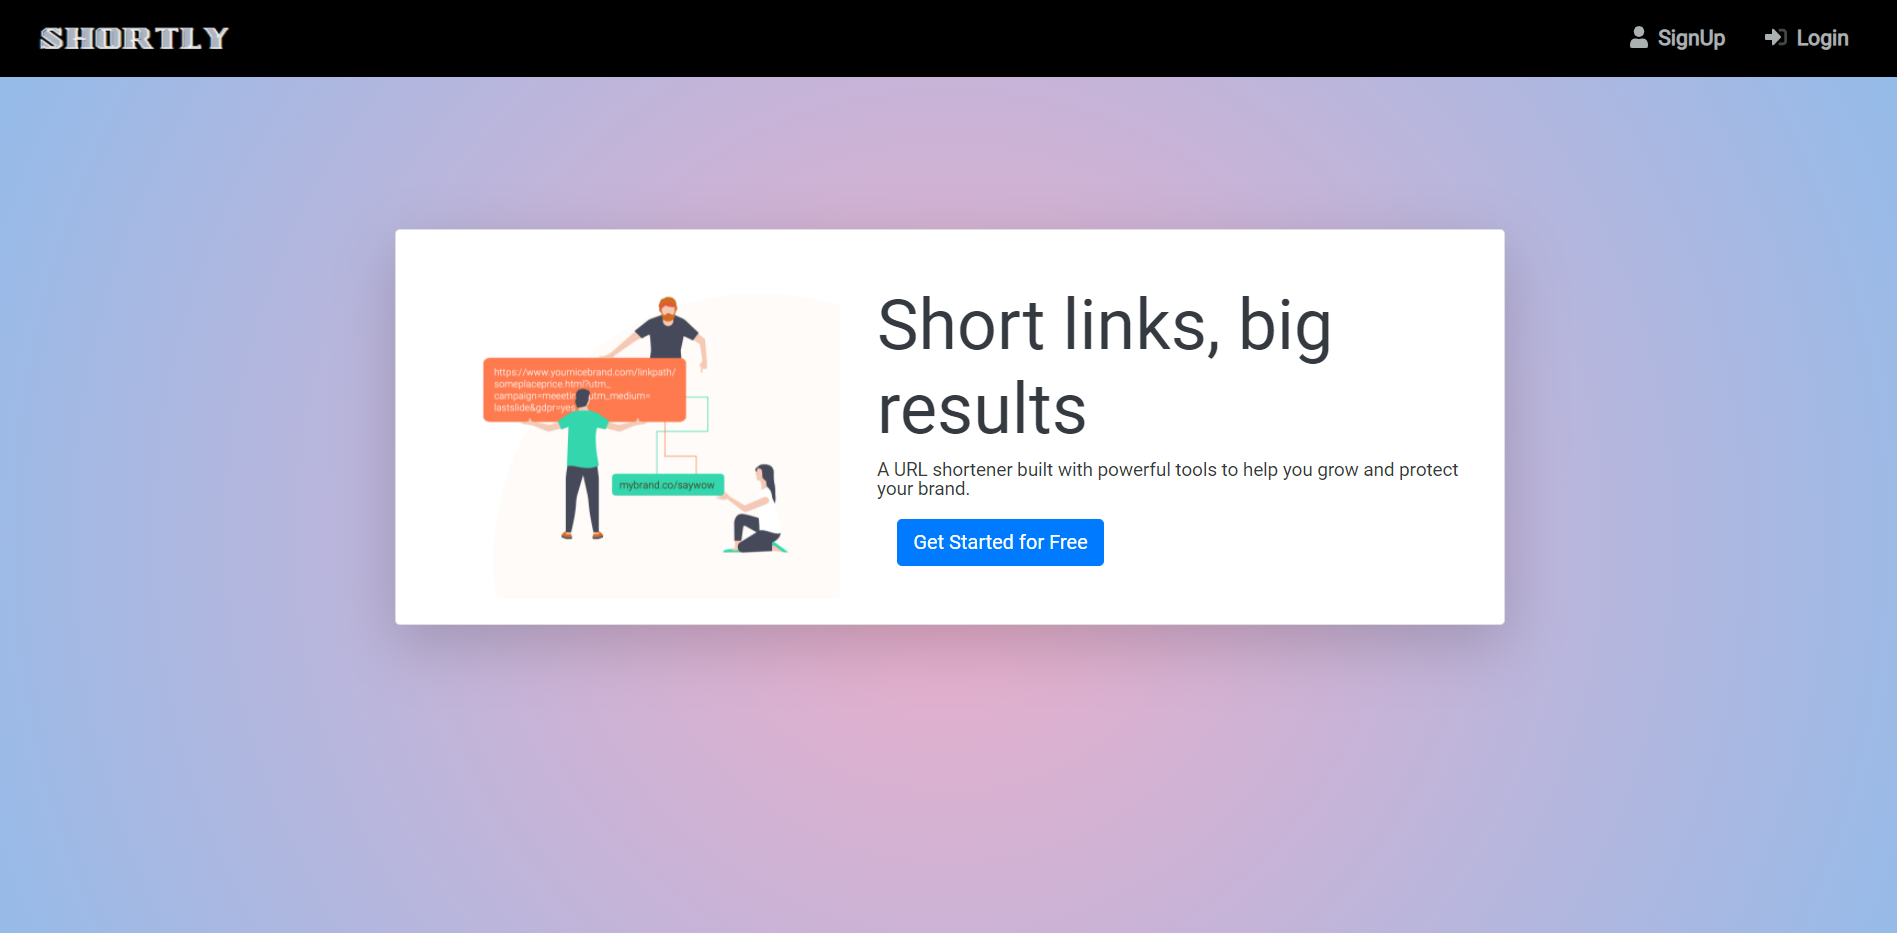 SHORTLY
SignUp
Login
Short links, big
results
https://www.yournicebrand.com/linkpath/
someplaceprice.html?utm_
campaign=meeetin utm_medium=
lastslide&gdpr=yes
mybrand.co/saywow
A URL shortener built with powerful tools to help you grow and protect
your brand.
Get Started for Free